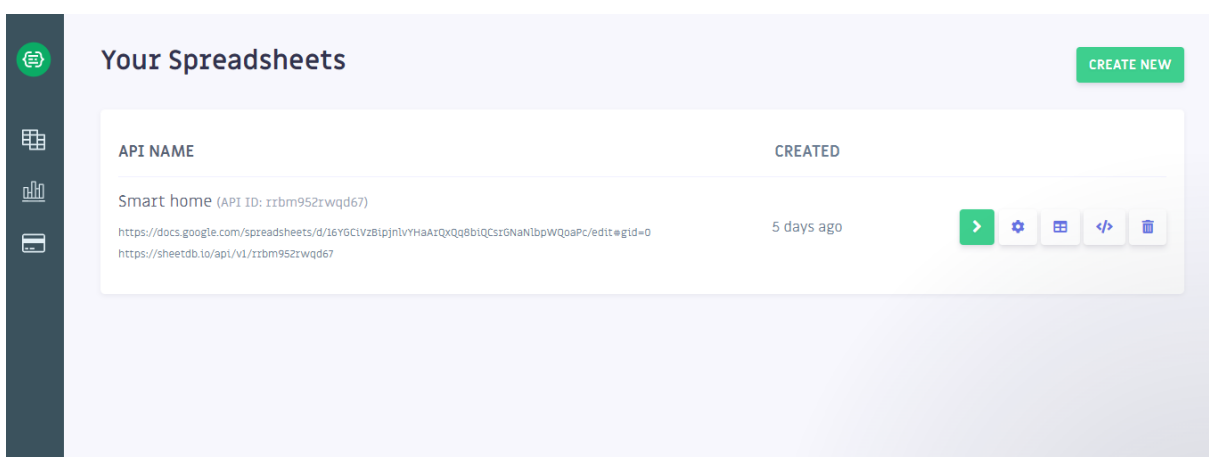 Your Spreadsheets
CREATE NEW
API NAME
CREATED
Smart home (API ID: rrbm952rwqd67)
https://docs.google.com/spreadsheets/d/16YGCiVzBipjnlvYHaArQxQq8biQCsrGNaNlbpWQoaPc/edit#gid=0
https://sheetdb.io/api/v1/rrbm952rwqd67
5 days ago